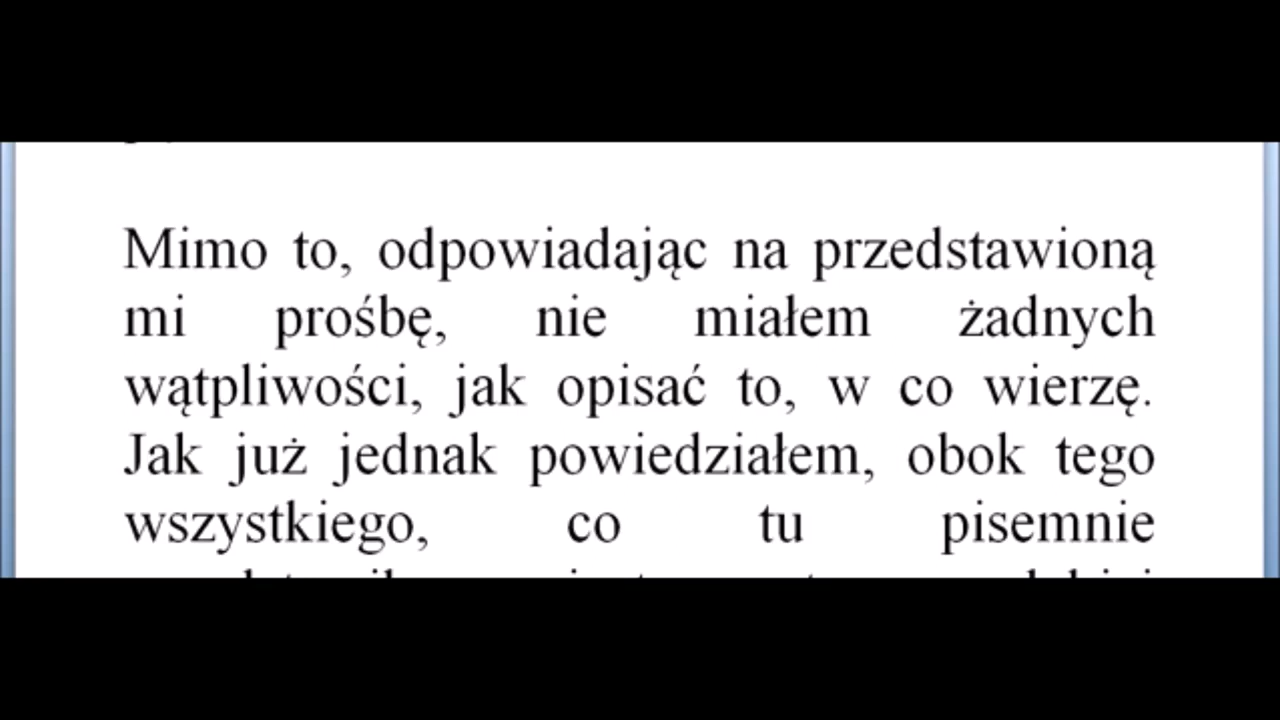 Mimo to, odpowiadając na przedstawioną
mi prośbę, nie miałem żadnych
wątpliwości, jak opisać to, w co wierzę.
Jak już jednak powiedziałem, obok tego
wszystkiego, co tu pisemnie